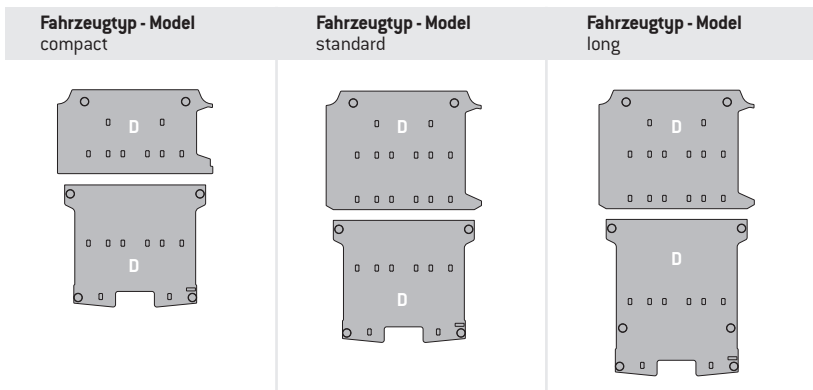 Fahrzeugtyp - Model
compact
Fahrzeugtyp - Model
standard
Fahrzeugtyp - Model
long
D
D
D
D
D
D